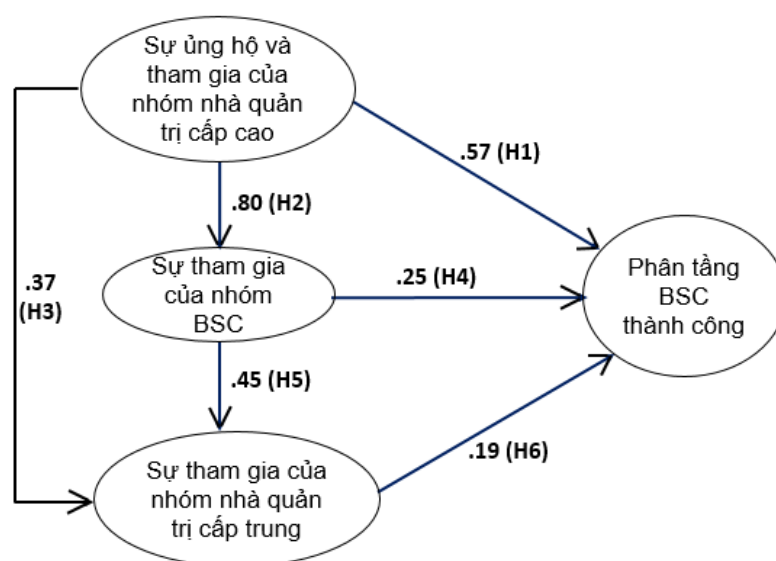 Sự ủng hộ và
tham gia của
nhóm nhà quản
trị cấp cao
.57 (H1)
.80 (H2)
.37
(H3)
Sự tham gia
của nhóm
BSC
.25 (H4)
Phân tầng
BSC
thành công
.45 (H5)
.19 (H6)
Sự tham gia của
nhóm nhà quản
trị cấp trung